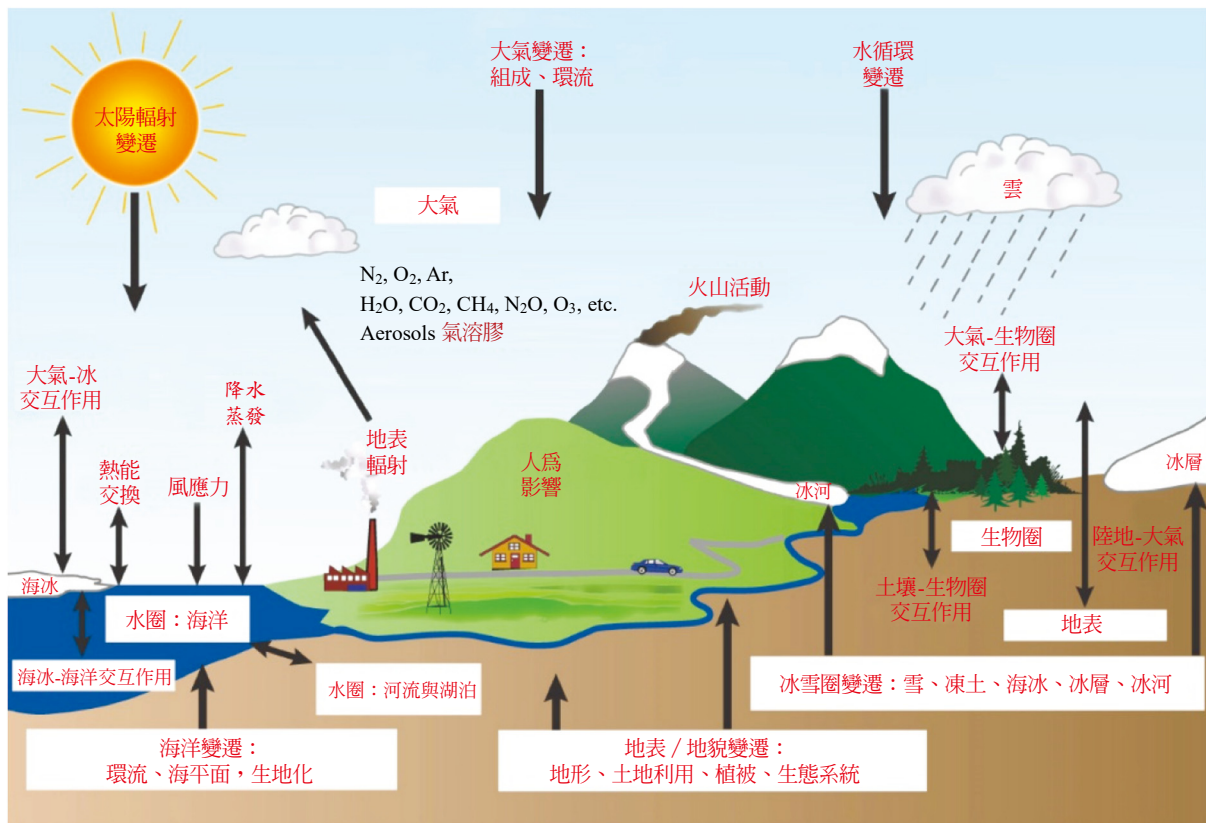 大氣變遷：
組成、環流
水循環
變遷
太陽輻射
變遷
雲
大氣
N₂, O₂, Ar,
H₂O, CO₂, CH₄, N₂O, O₃, etc.
Aerosols 氣溶膠
火山活動
大氣-生物圈
交互作用
大氣-冰
交互作用
降水
蒸發
地表
輻射
人為
影響
熱能
交換
風應力
冰河
冰層
生物圈
陸地-大氣
交互作用
海冰
土壤-生物圈
交互作用
水圈：海洋
地表
海冰-海洋交互作用
水圈：河流與湖泊
冰雪圈變遷：雪、凍土、海冰、冰層、冰河
海洋變遷：
環流、海平面，生地化
地表／地貌變遷：
地形、土地利用、植被、生態系統